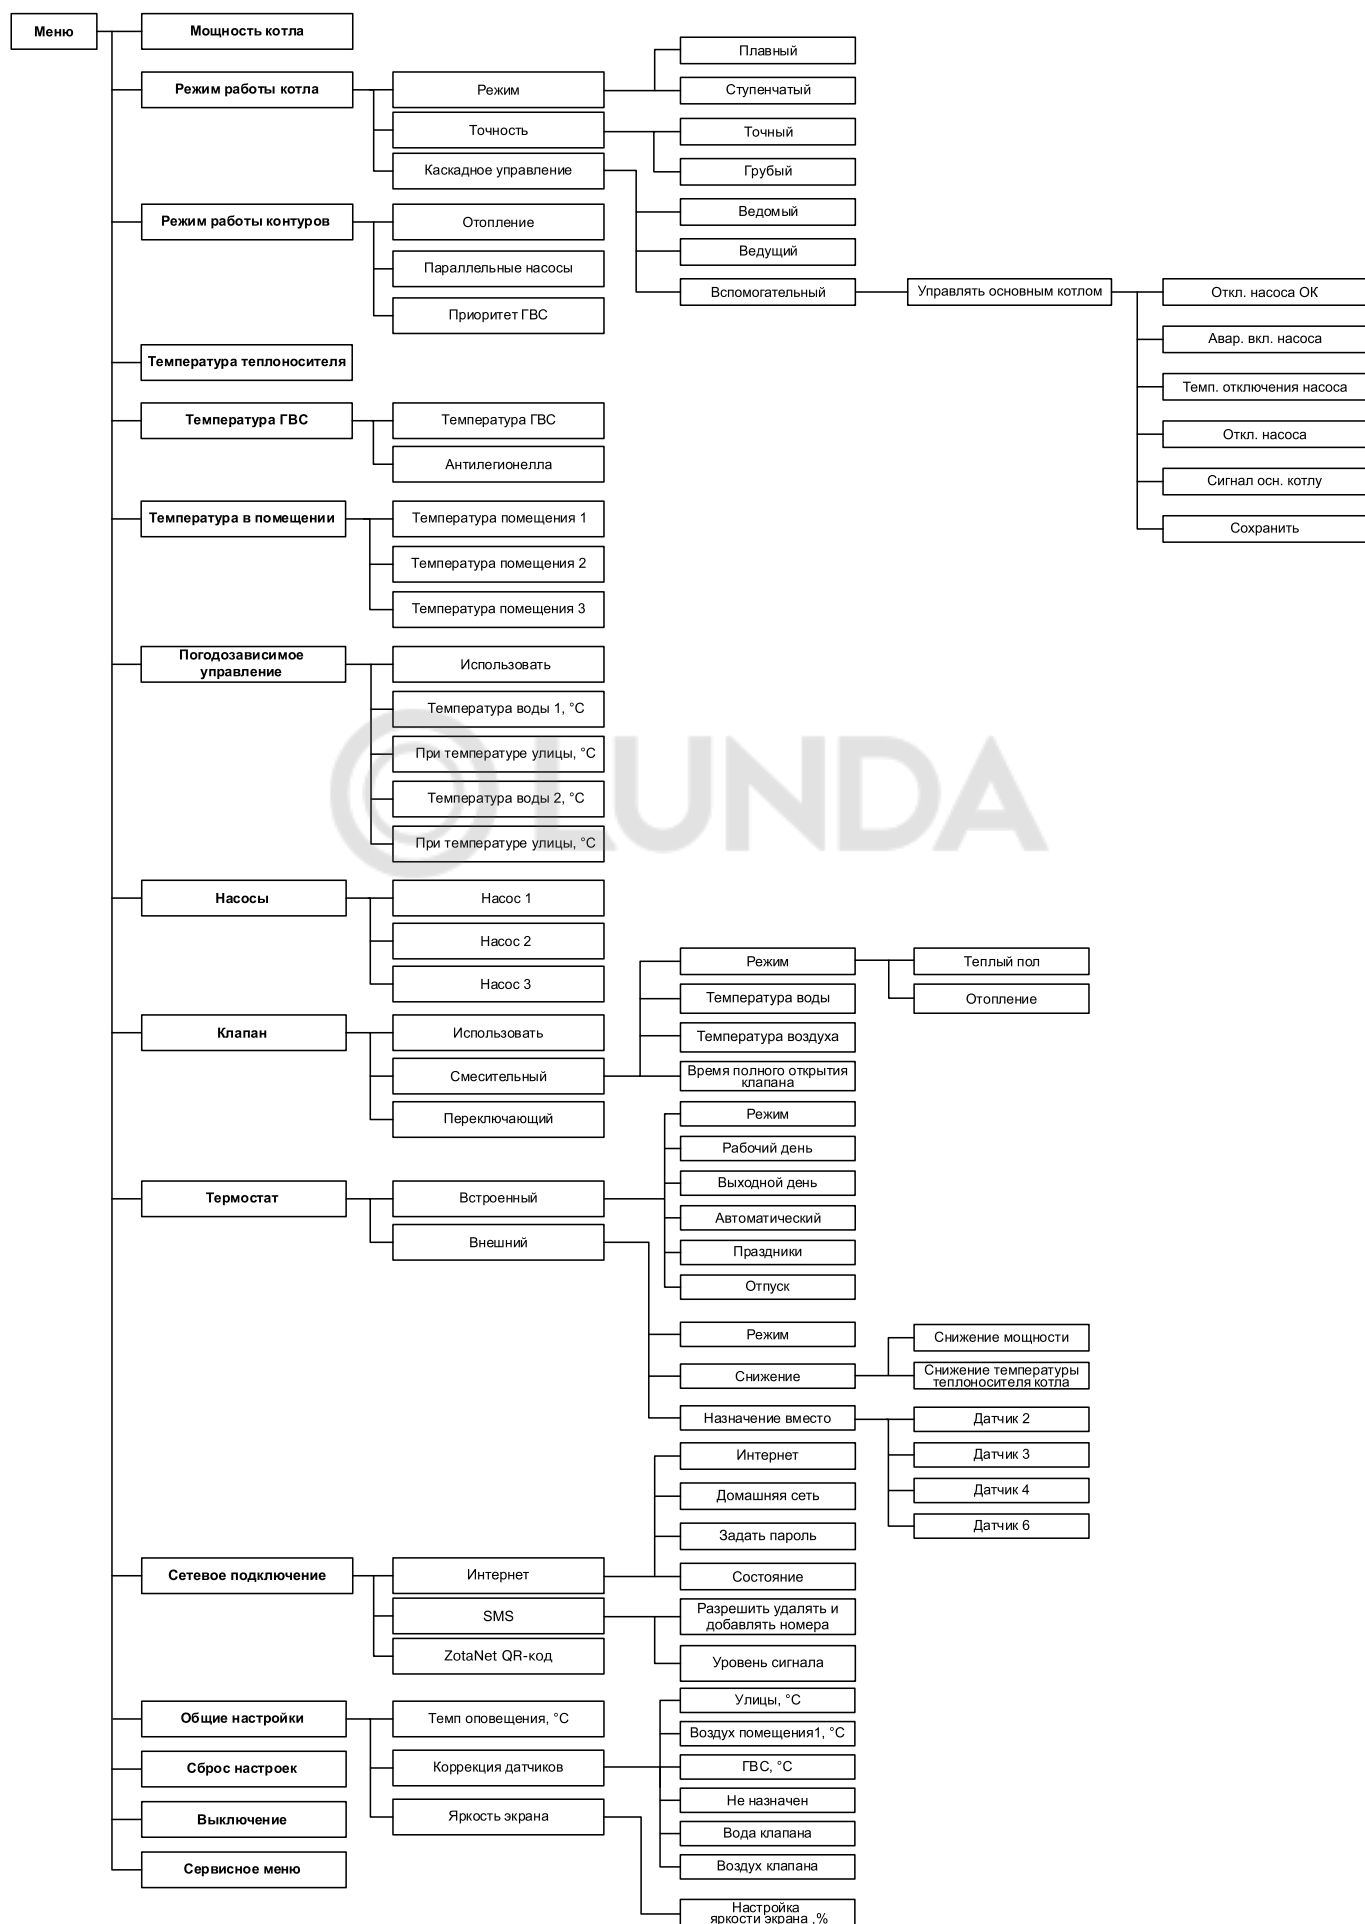 Меню
Мощность котла
Режим работы котла
Режим
Плавный
Ступенчатый
Точность
Точный
Грубый
Каскадное управление
Ведомый
Ведущий
Вспомогательный
Управлять основным котлом
Откл. насоса ОК
Авар. вкл. насоса
Темп. отключения насоса
Откл. насоса
Сигнал осн. котлу
Сохранить
Режим работы контуров
Отопление
Параллельные насосы
Приоритет ГВС
Температура теплоносителя
Температура ГВС
Температура ГВС
Антилегионелла
Температура в помещении
Температура помещения 1
Температура помещения 2
Температура помещения 3
Погодозависимое
управление
Использовать
Температура воды 1, °С
При температуре улицы, °С
Температура воды 2, °С
При температуре улицы, °С
LUNDA
Насосы
Насос 1
Насос 2
Насос 3
Клапан
Использовать
Смесительный
Режим
Теплый пол
Отопление
Температура воды
Температура воздуха
Время полного открытия
клапана
Переключающий
Термостат
Встроенный
Режим
Рабочий день
Выходной день
Автоматический
Праздники
Отпуск
Внешний
Режим
Снижение
Снижение мощности
Снижение температуры
теплоносителя котла
Назначение вместо
Датчик 2
Датчик 3
Датчик 4
Датчик 6
Сетевое подключение
Интернет
Интернет
Домашняя сеть
Задать пароль
Состояние
SMS
Разрешить удалять и
добавлять номера
Уровень сигнала
ZotaNet QR-код
Общие настройки
Темп оповещения, °С
Коррекция датчиков
Улицы, °С
Воздух помещения1, °С
ГВС, °С
Не назначен
Вода клапана
Воздух клапана
Яркость экрана
Настройка
яркости экрана ,%
Сброс настроек
Выключение
Сервисное меню